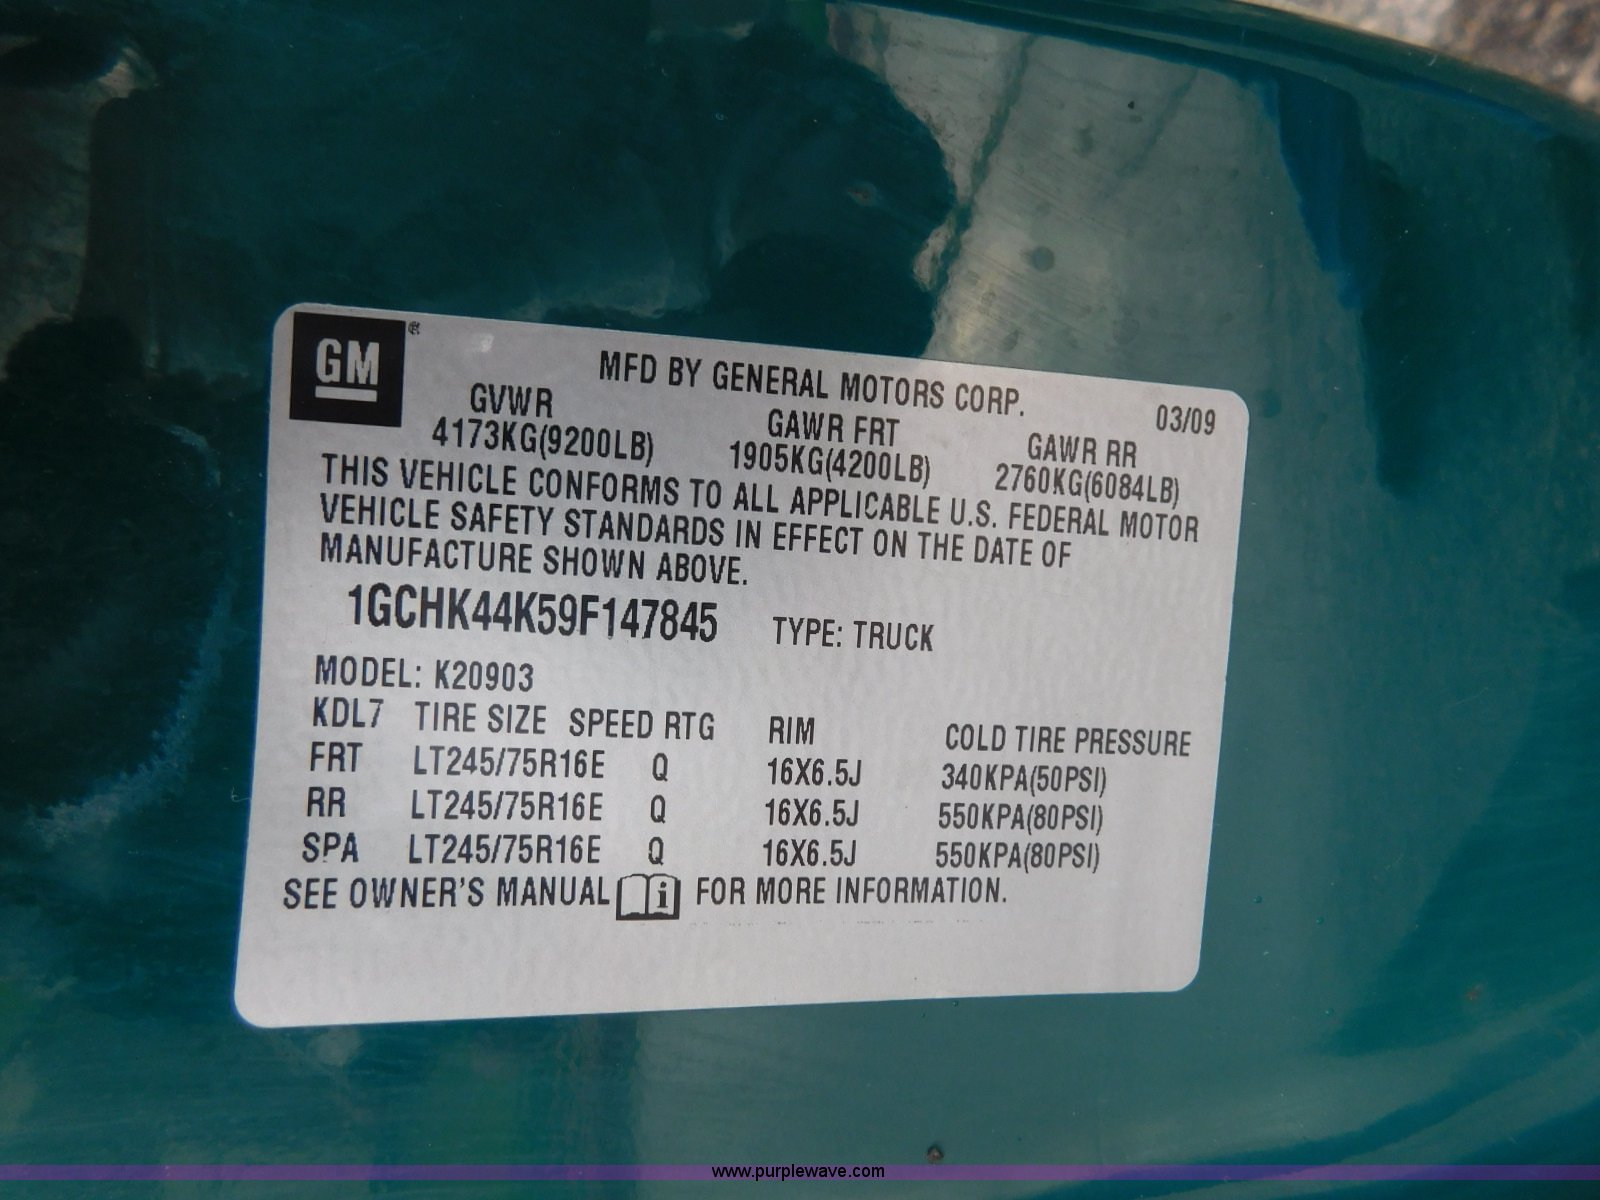 GM
MFD BY GENERAL MOTORS CORP. 03/09
GVWR GAWR FRT GAWR RR
4173KG(9200LB) 1905KG(4200LB) 2760KG(6084LB)
THIS VEHICLE CONFORMS TO ALL APPLICABLE U.S. FEDERAL MOTOR
VEHICLE SAFETY STANDARDS IN EFFECT ON THE DATE OF
MANUFACTURE SHOWN ABOVE.
1GCHK44K59F147845 TYPE: TRUCK
MODEL: K20903
KDL7 TIRE SIZE SPEED RTG RIM COLD TIRE PRESSURE
FRT LT245/75R16E Q 16X6.5J 340KPA(50PSI)
RR LT245/75R16E Q 16X6.5J 550KPA(80PSI)
SPA LT245/75R16E Q 16X6.5J 550KPA(80PSI)
SEE OWNER'S MANUAL i FOR MORE INFORMATION.
www.purplewave.com